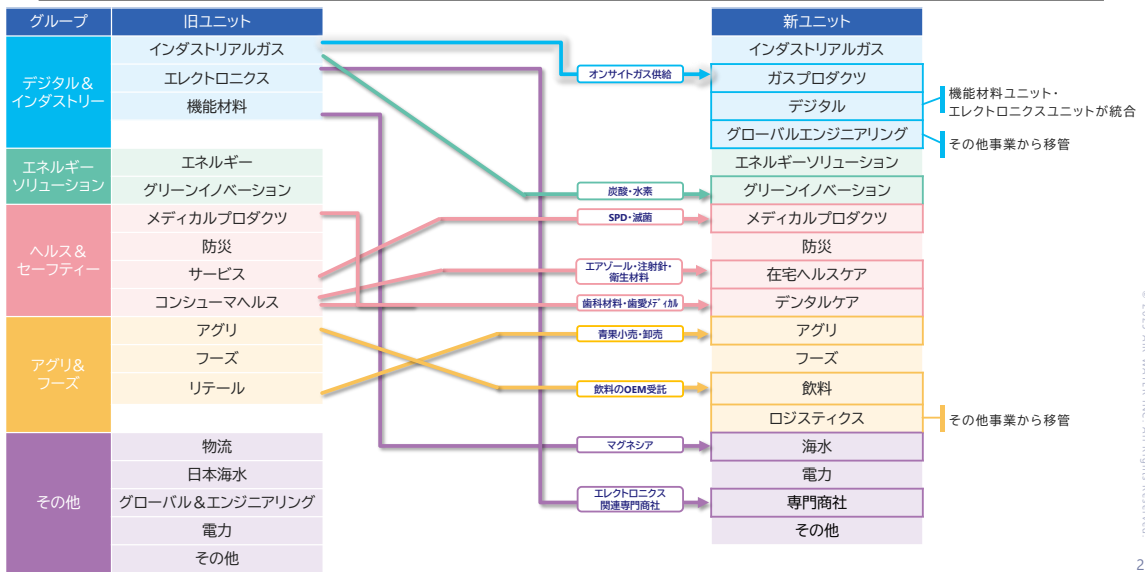 グループ
旧ユニット
新ユニット
デジタル＆
インダストリー
インダストリアルガス
エレクトロニクス
機能材料
エネルギー
ソリューション
エネルギー
グリーンイノベーション
ヘルス＆
セーフティー
メディカルプロダクツ
防災
サービス
コンシューマヘルス
アグリ＆
フーズ
アグリ
フーズ
リテール
その他
物流
日本海水
グローバル＆エンジニアリング
電力
その他
オンサイトガス供給
炭酸・水素
SPD・滅菌
エアゾール・注射針・
衛生材料
歯科材料・歯愛ﾒﾃﾞｨｶﾙ
青果小売・卸売
飲料のOEM受託
マグネシア
エレクトロニクス
関連専門商社
インダストリアルガス
ガスプロダクツ
デジタル
グローバルエンジニアリング
エネルギーソリューション
グリーンイノベーション
メディカルプロダクツ
防災
在宅ヘルスケア
デンタルケア
アグリ
フーズ
飲料
ロジスティクス
海水
電力
専門商社
その他
機能材料ユニット・
エレクトロニクスユニットが統合
その他事業から移管
その他事業から移管
2